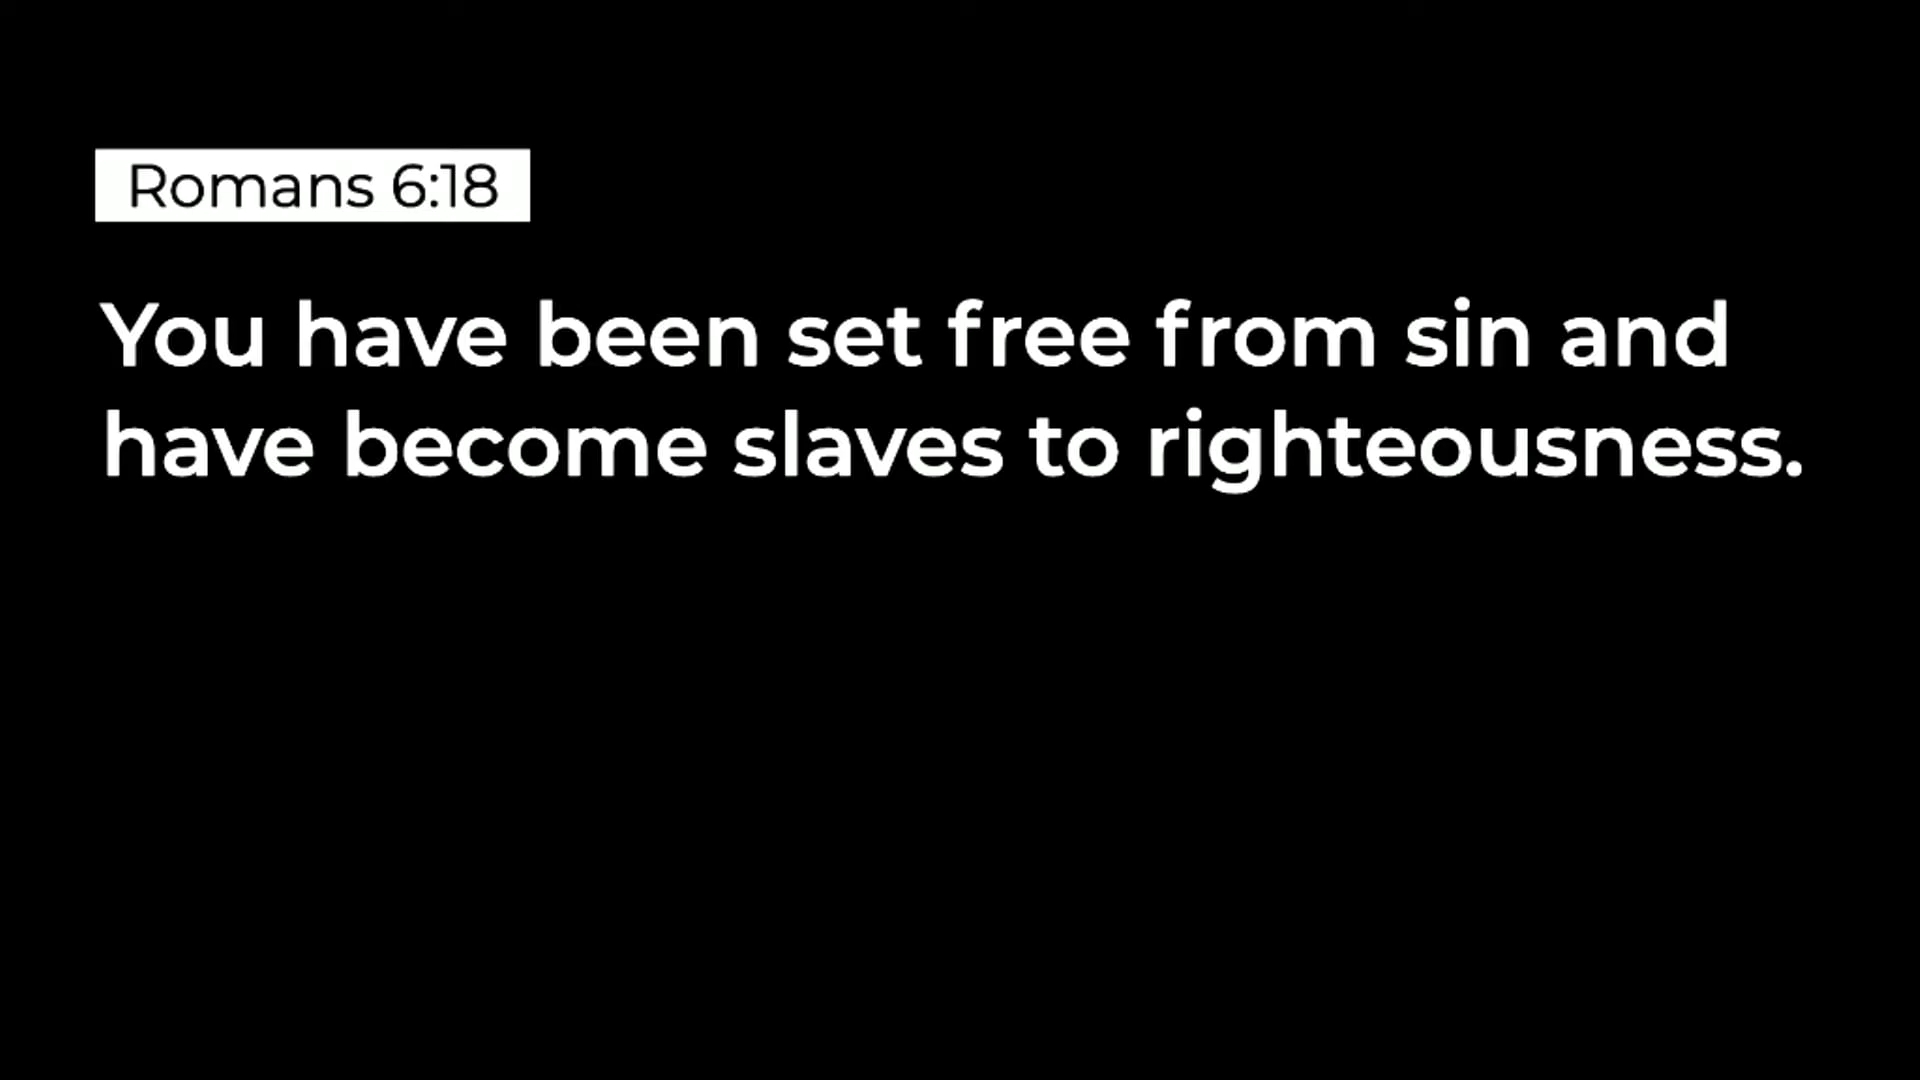 Romans 6:18
You have been set free from sin and
have become slaves to righteousness.